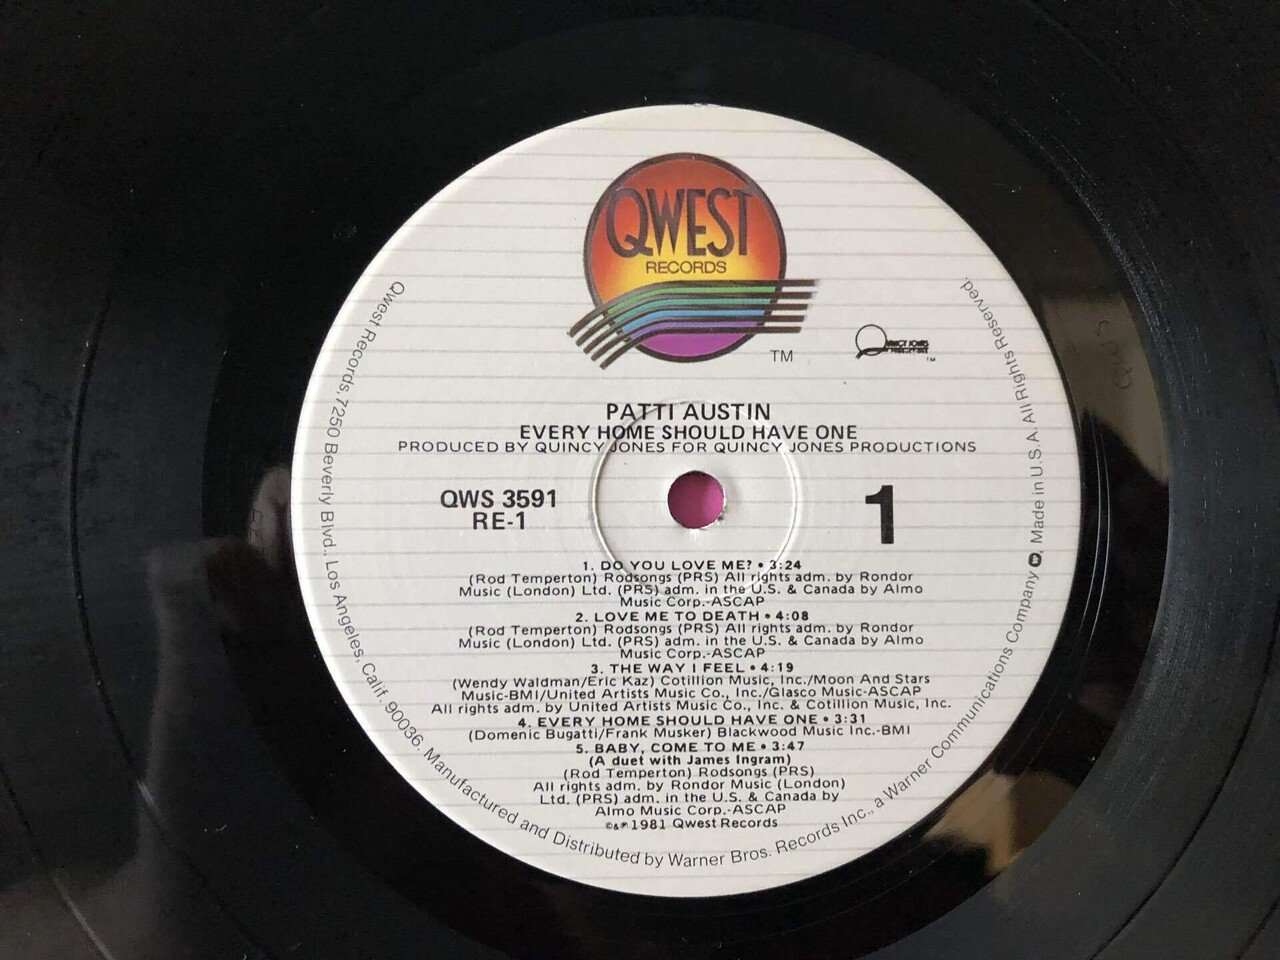 QWEST
RECORDS
TM
QUINCY JONES
PRODUCTIONS
TM
PATTI AUSTIN
EVERY HOME SHOULD HAVE ONE
PRODUCED BY QUINCY JONES FOR QUINCY JONES PRODUCTIONS
QWS 3591
RE-1
1
1. DO YOU LOVE ME? • 3:24
(Rod Temperton) Rodsongs (PRS) All rights adm. by Rondor
Music (London) Ltd. (PRS) adm. in the U.S. & Canada by Almo
Music Corp.-ASCAP
2. LOVE ME TO DEATH • 4:08
(Rod Temperton) Rodsongs (PRS) All rights adm. by Rondor
Music (London) Ltd. (PRS) adm. in the U.S. & Canada by Almo
Music Corp.-ASCAP
3. THE WAY I FEEL • 4:19
(Wendy Waldman/Eric Kaz) Cotillion Music, Inc./Moon And Stars
Music-BMI/United Artists Music Co., Inc./Glasco Music-ASCAP
All rights adm. by United Artists Music Co., Inc. & Cotillion Music, Inc.
4. EVERY HOME SHOULD HAVE ONE • 3:31
(Domenic Bugatti/Frank Musker) Blackwood Music Inc.-BMI
5. BABY, COME TO ME • 3:47
(A duet with James Ingram)
(Rod Temperton) Rodsongs (PRS)
All rights adm. by Rondor Music (London)
Ltd. (PRS) adm. in the U.S. & Canada by
Almo Music Corp.-ASCAP
©&℗ 1981 Qwest Records
Qwest Records, 7250 Beverly Blvd., Los Angeles, Calif. 90036. Manufactured and Distributed by Warner Bros. Records Inc., a Warner Communications Company. Made in U.S.A. All Rights Reserved.